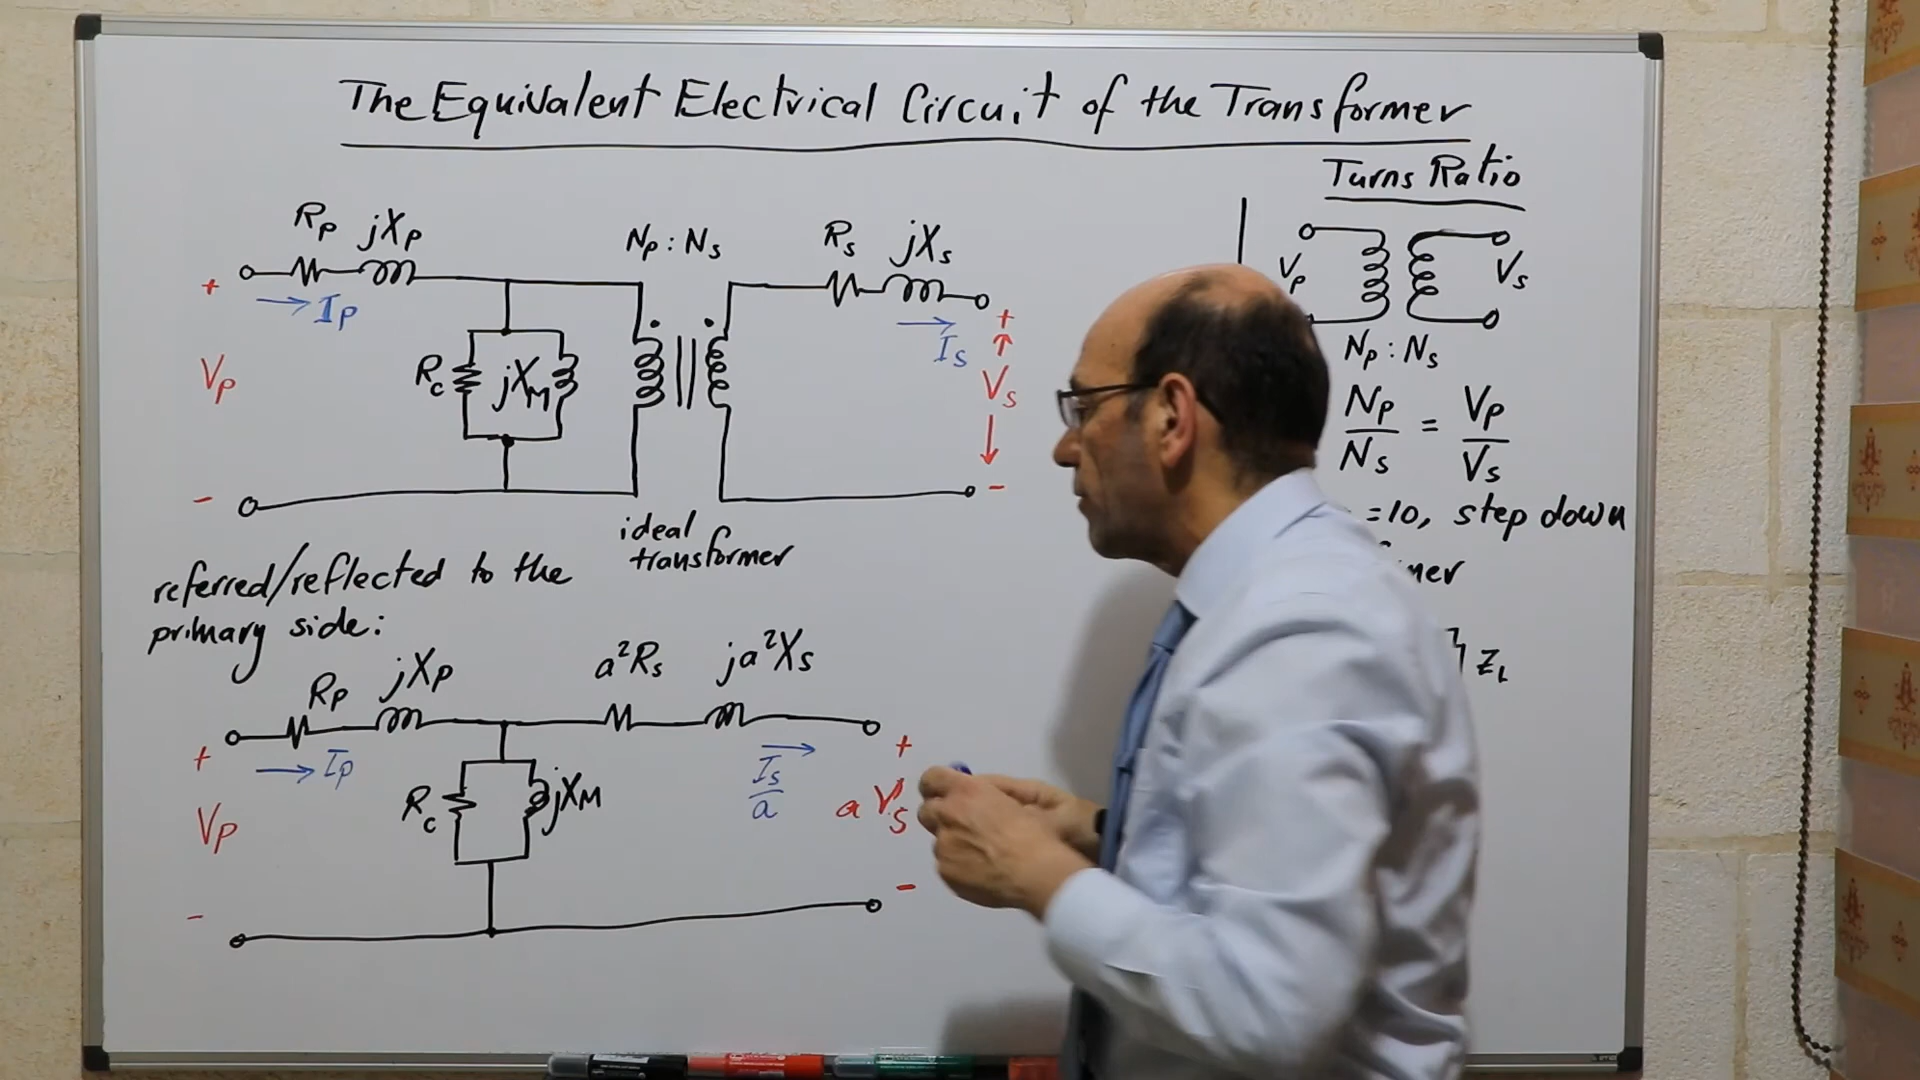 The Equivalent Electrical Circuit of the Transformer
Turns Ratio
Rp jXp
Np : Ns
Rs jXs
+ Ip
Vp
-
Rc jXM
Is
+
Vs
-
ideal
transformer
Vp Vs
Np : Ns
Np/Ns = Vp/Vs
=10, step down
ZL
referred/reflected to the
primary side:
Rp jXp
a²Rs ja²Xs
+ Ip
Vp
-
Rc jXM
Is/a
+
a Vs
-